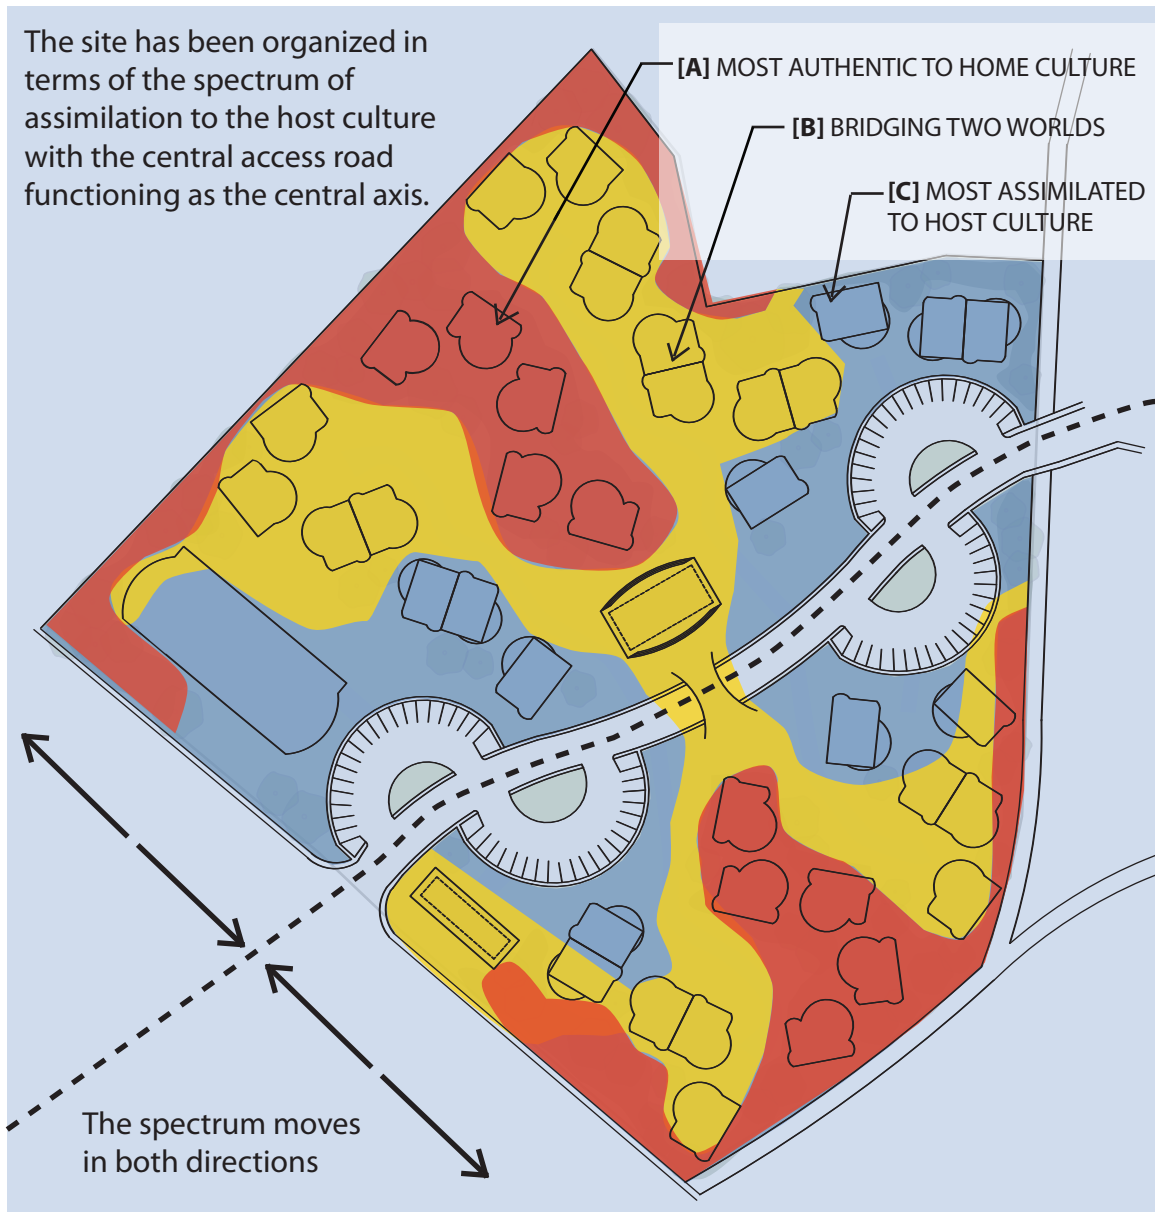 The site has been organized in
terms of the spectrum of
assimilation to the host culture
with the central access road
functioning as the central axis.
[A] MOST AUTHENTIC TO HOME CULTURE
[B] BRIDGING TWO WORLDS
[C] MOST ASSIMILATED
TO HOST CULTURE
The spectrum moves
in both directions